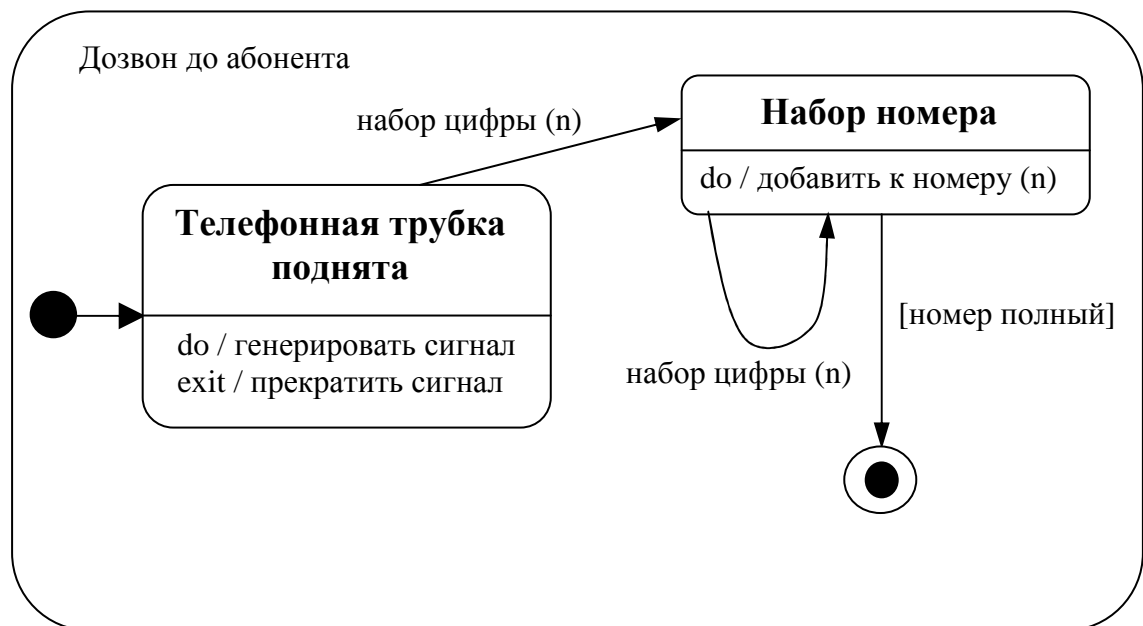 Дозвон до абонента
набор цифры (n)
Набор номера
do / добавить к номеру (n)
Телефонная трубка
поднята
do / генерировать сигнал
exit / прекратить сигнал
[номер полный]
набор цифры (n)